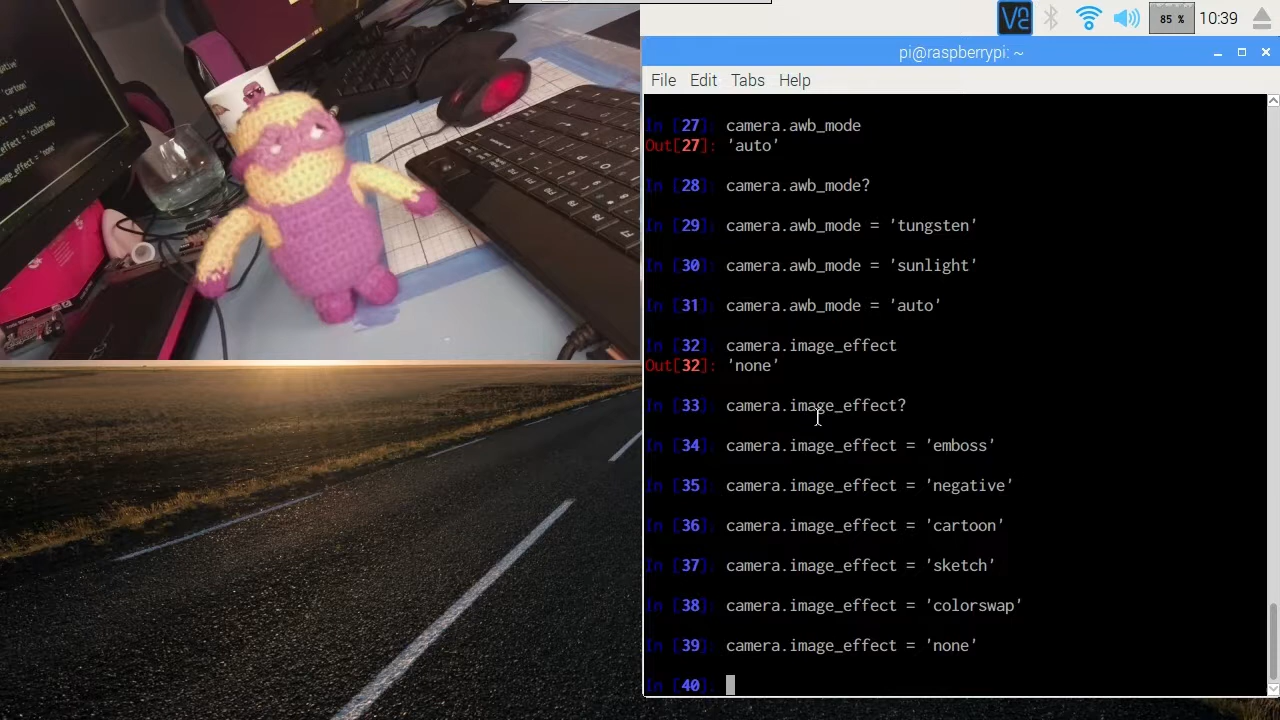 85 %
10:39
pi@raspberrypi: ~
File Edit Tabs Help
In [27]: camera.awb_mode
Out[27]: 'auto'
In [28]: camera.awb_mode?
In [29]: camera.awb_mode = 'tungsten'
In [30]: camera.awb_mode = 'sunlight'
In [31]: camera.awb_mode = 'auto'
In [32]: camera.image_effect
Out[32]: 'none'
In [33]: camera.image_effect?
In [34]: camera.image_effect = 'emboss'
In [35]: camera.image_effect = 'negative'
In [36]: camera.image_effect = 'cartoon'
In [37]: camera.image_effect = 'sketch'
In [38]: camera.image_effect = 'colorswap'
In [39]: camera.image_effect = 'none'
In [40]: